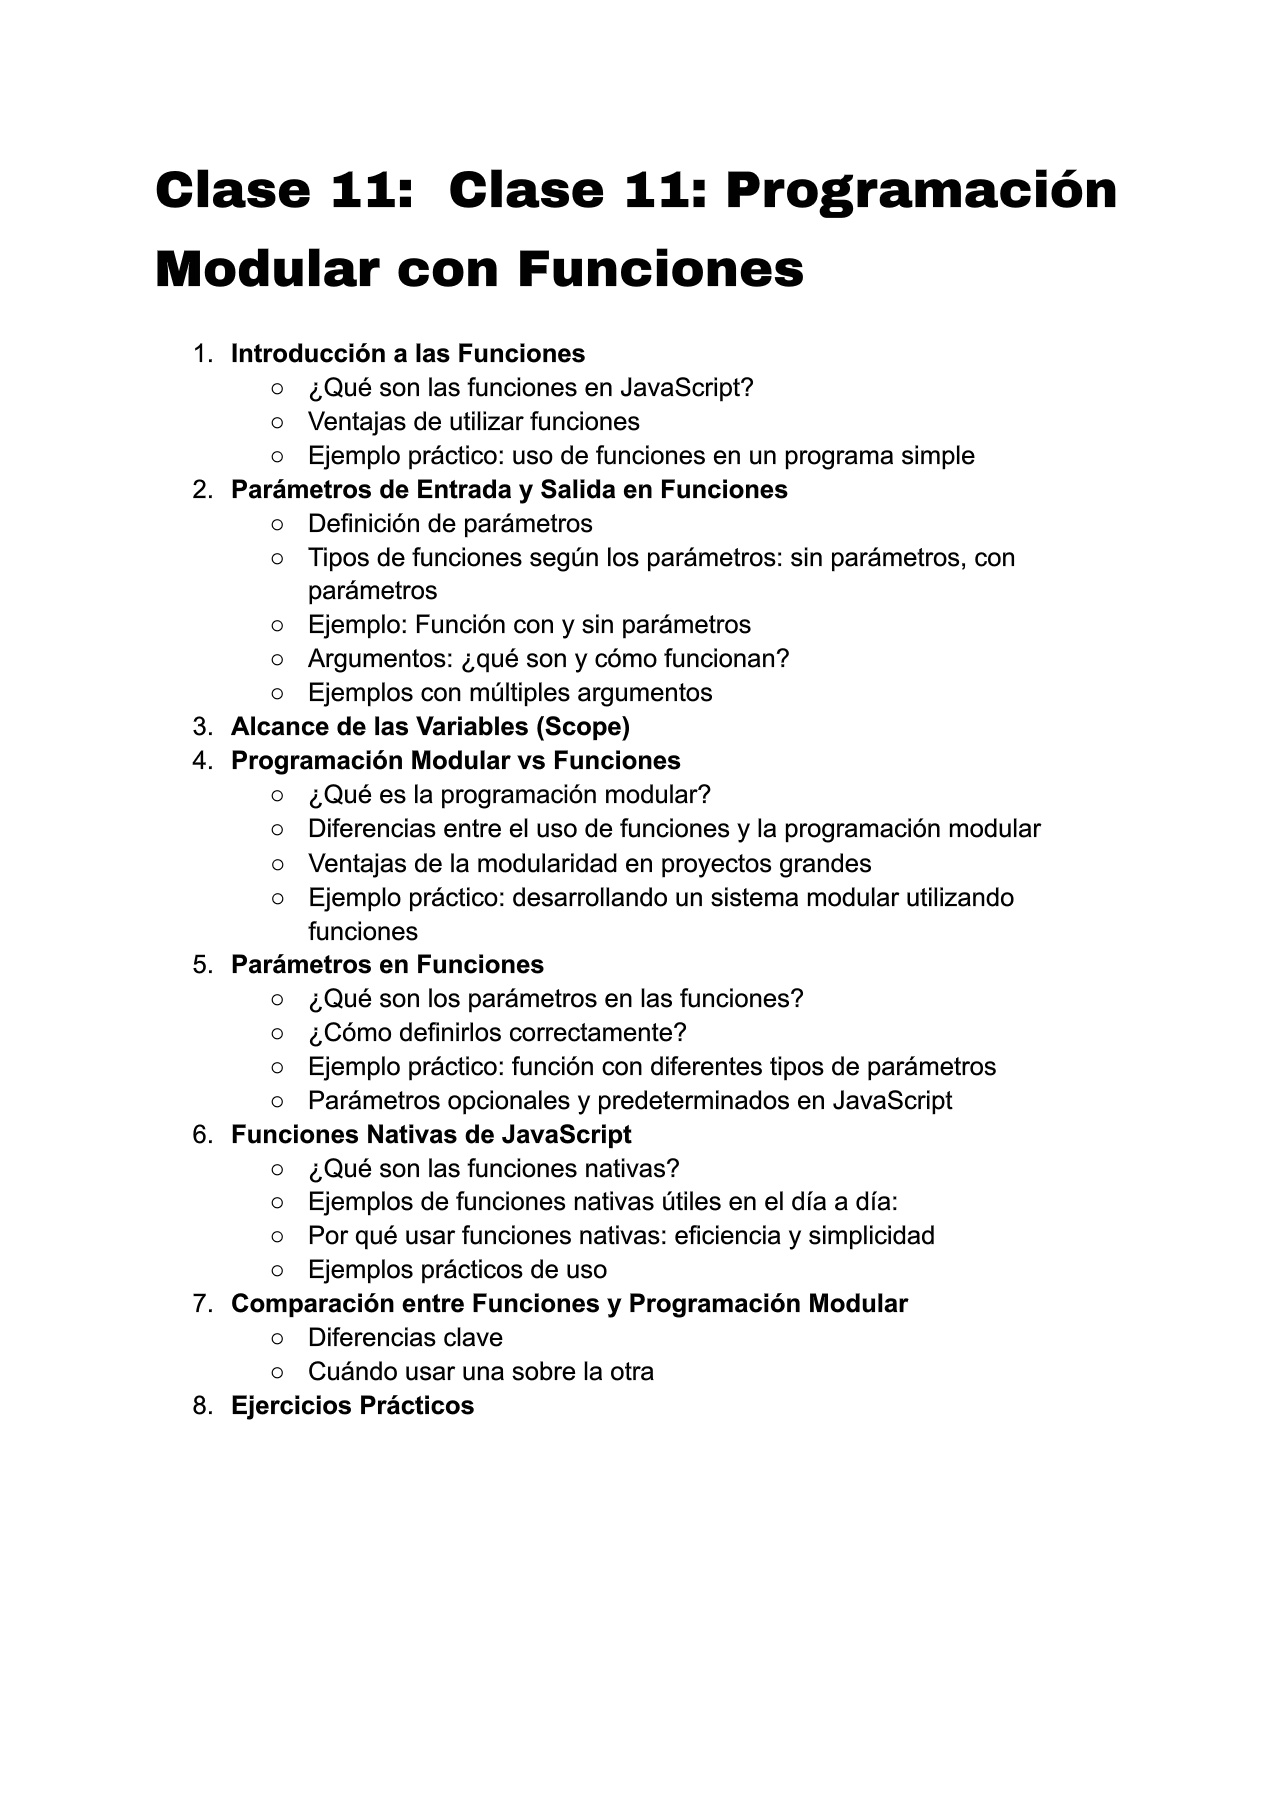 Clase 11:  Clase 11: Programación
Modular con Funciones
1. Introducción a las Funciones
○ ¿Qué son las funciones en JavaScript?
○ Ventajas de utilizar funciones
○ Ejemplo práctico: uso de funciones en un programa simple
2. Parámetros de Entrada y Salida en Funciones
○ Definición de parámetros
○ Tipos de funciones según los parámetros: sin parámetros, con
parámetros
○ Ejemplo: Función con y sin parámetros
○ Argumentos: ¿qué son y cómo funcionan?
○ Ejemplos con múltiples argumentos
3. Alcance de las Variables (Scope)
4. Programación Modular vs Funciones
○ ¿Qué es la programación modular?
○ Diferencias entre el uso de funciones y la programación modular
○ Ventajas de la modularidad en proyectos grandes
○ Ejemplo práctico: desarrollando un sistema modular utilizando
funciones
5. Parámetros en Funciones
○ ¿Qué son los parámetros en las funciones?
○ ¿Cómo definirlos correctamente?
○ Ejemplo práctico: función con diferentes tipos de parámetros
○ Parámetros opcionales y predeterminados en JavaScript
6. Funciones Nativas de JavaScript
○ ¿Qué son las funciones nativas?
○ Ejemplos de funciones nativas útiles en el día a día:
○ Por qué usar funciones nativas: eficiencia y simplicidad
○ Ejemplos prácticos de uso
7. Comparación entre Funciones y Programación Modular
○ Diferencias clave
○ Cuándo usar una sobre la otra
8. Ejercicios Prácticos